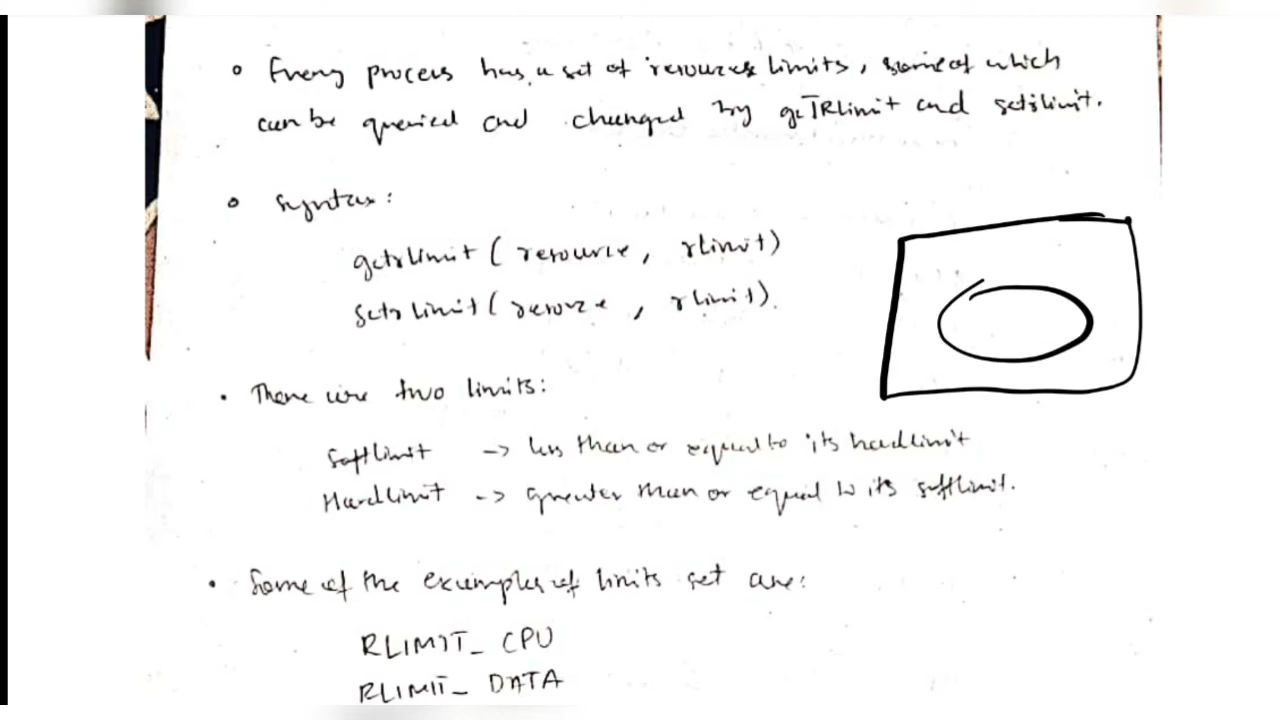 Every process has a set of resources limits, some of which
can be queried and changed by getRLimit and setrlimit.
Syntax:
getrlimit ( resource, rlimit)
Setrlimit ( resource, rlimit).
There are two limits:
Softlimit -> less than or equal to its hardlimit
Hardlimit -> greater than or equal to its softlimit.
Some of the examples of limits set are:
RLIMIT_ CPU
RLIMIT_ DATA